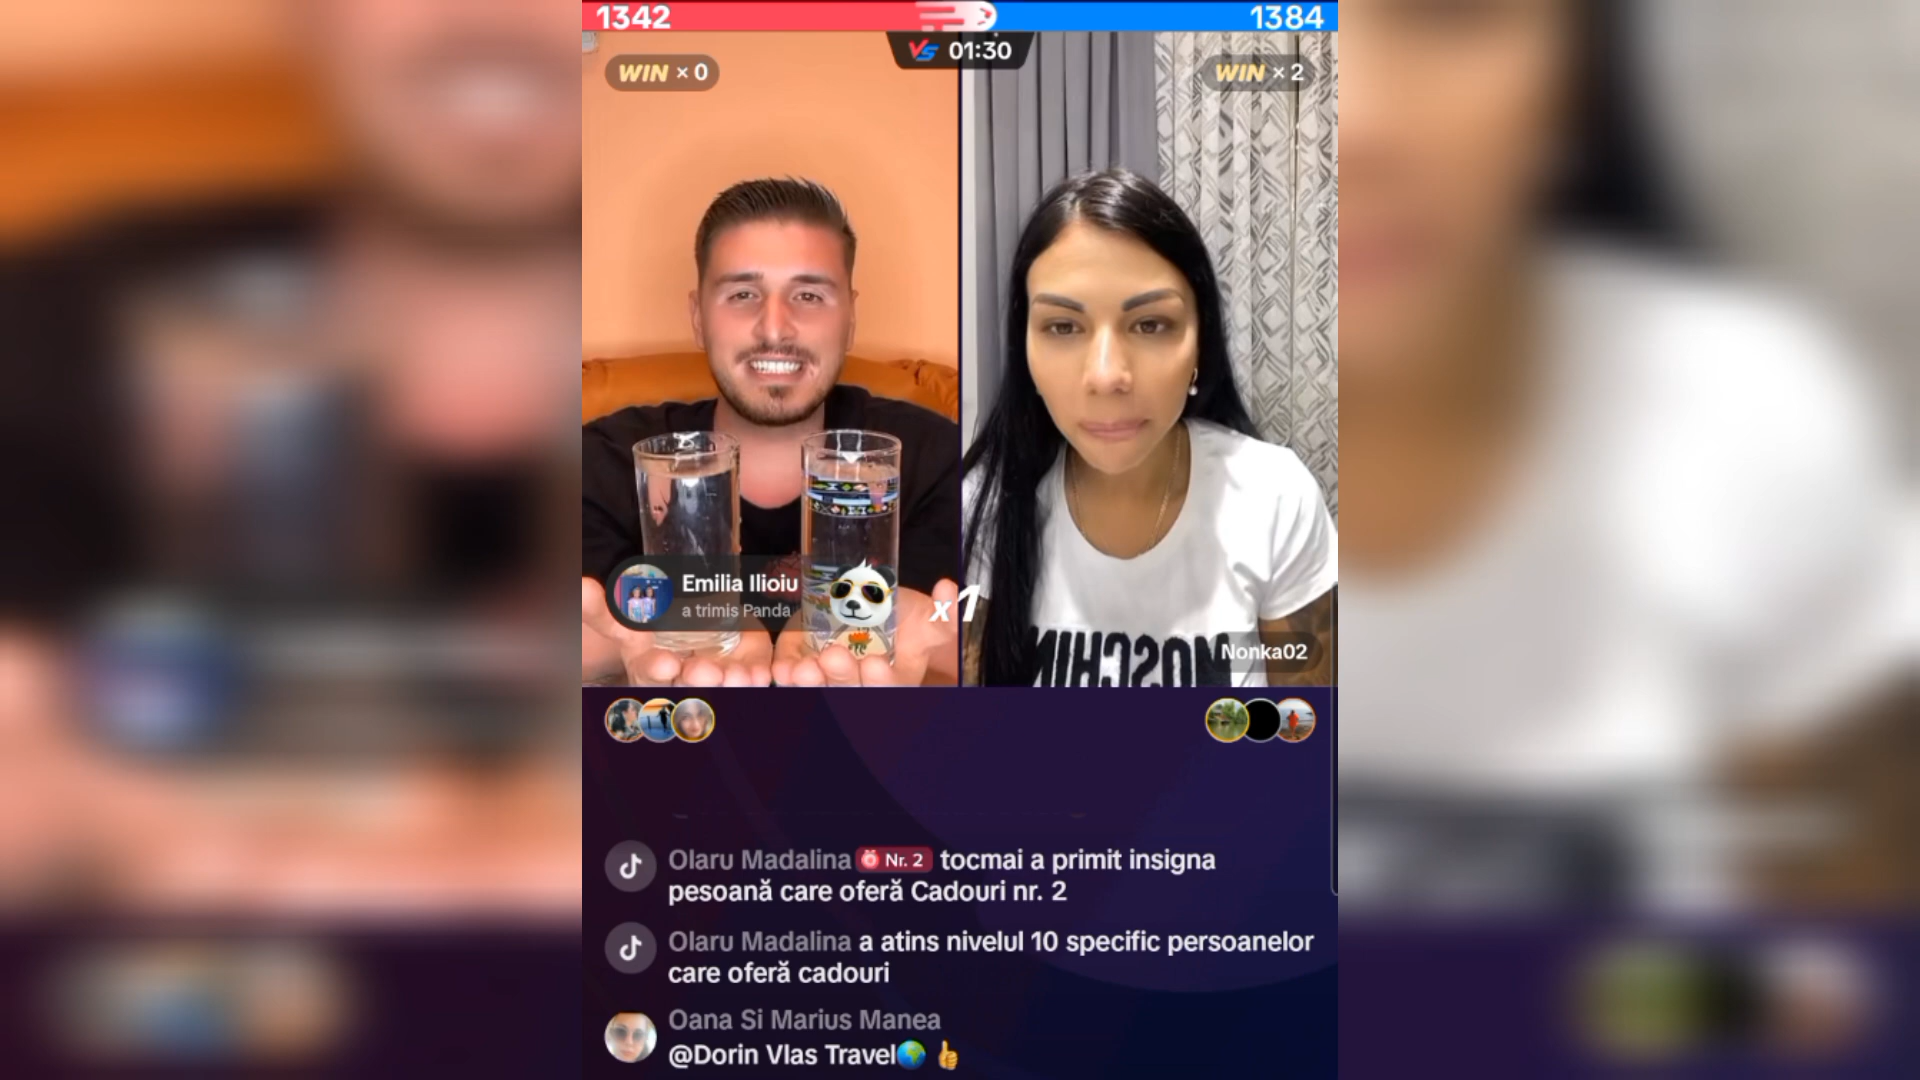 1342
1384
VS 01:30
WIN × 0
WIN × 2
Emilia Ilioiu
a trimis Panda
x1
MOSCHIN
Nonka02
Olaru Madalina Nr. 2 tocmai a primit insigna
pesoană care oferă Cadouri nr. 2
Olaru Madalina a atins nivelul 10 specific persoanelor
care oferă cadouri
Oana Si Marius Manea
@Dorin Vlas Travel🌍 👍